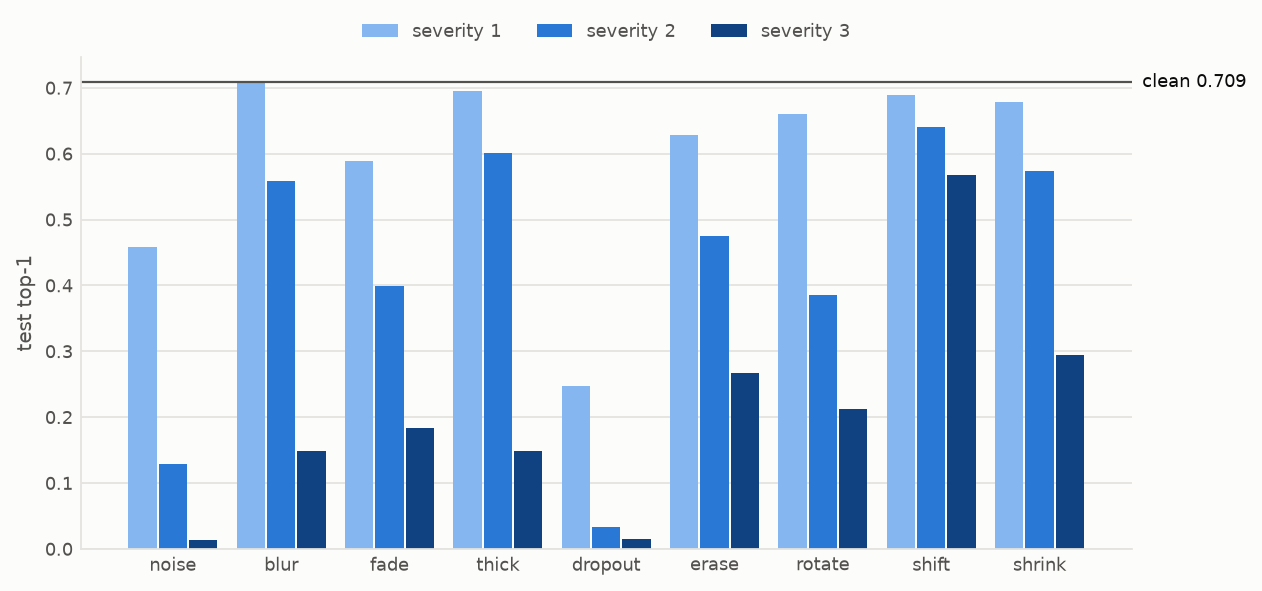 severity 1 severity 2 severity 3
clean 0.709
test top-1
0.7
0.6
0.5
0.4
0.3
0.2
0.1
0.0
noise blur fade thick dropout erase rotate shift shrink